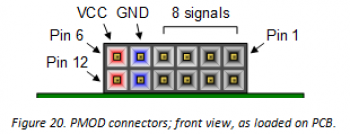 VCC GND 8 signals
Pin 6 Pin 1
Pin 12
Figure 20. PMOD connectors; front view, as loaded on PCB.